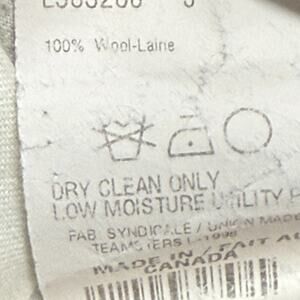 100% Wool-Laine
DRY CLEAN ONLY
LOW MOISTURE UTILITY
FAB SYNDICALE / UNION MADE
TEAMSTERS L-1998
MADE IN / FAIT AU
CANADA